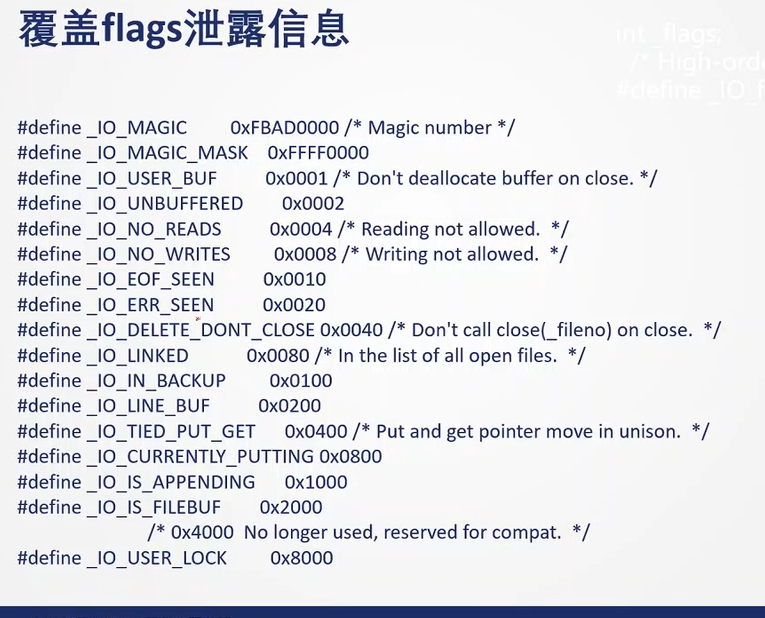 覆盖flags泄露信息
int _flags;
/* High-orde
#define _IO_f
#define _IO_MAGIC 0xFBAD0000 /* Magic number */
#define _IO_MAGIC_MASK 0xFFFF0000
#define _IO_USER_BUF 0x0001 /* Don't deallocate buffer on close. */
#define _IO_UNBUFFERED 0x0002
#define _IO_NO_READS 0x0004 /* Reading not allowed. */
#define _IO_NO_WRITES 0x0008 /* Writing not allowed. */
#define _IO_EOF_SEEN 0x0010
#define _IO_ERR_SEEN 0x0020
#define _IO_DELETE_DONT_CLOSE 0x0040 /* Don't call close(_fileno) on close. */
#define _IO_LINKED 0x0080 /* In the list of all open files. */
#define _IO_IN_BACKUP 0x0100
#define _IO_LINE_BUF 0x0200
#define _IO_TIED_PUT_GET 0x0400 /* Put and get pointer move in unison. */
#define _IO_CURRENTLY_PUTTING 0x0800
#define _IO_IS_APPENDING 0x1000
#define _IO_IS_FILEBUF 0x2000
/* 0x4000 No longer used, reserved for compat. */
#define _IO_USER_LOCK 0x8000